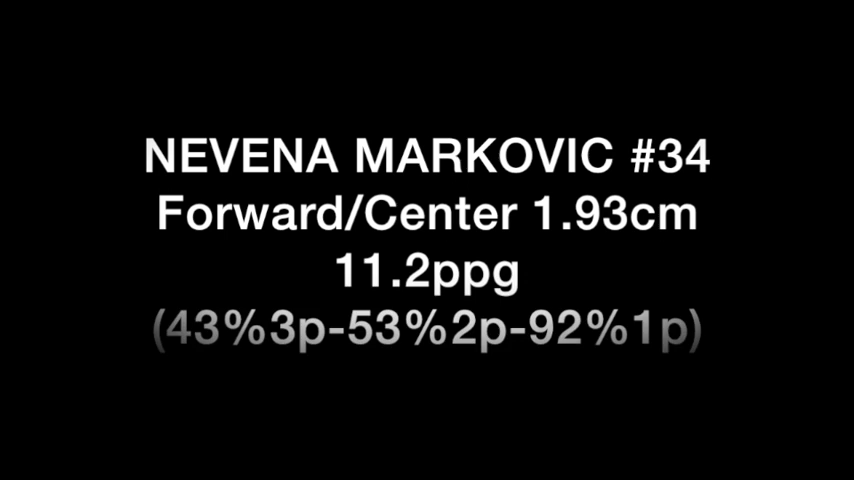 NEVENA MARKOVIC #34
Forward/Center 1.93cm
11.2ppg
(43%3p-53%2p-92%1p)